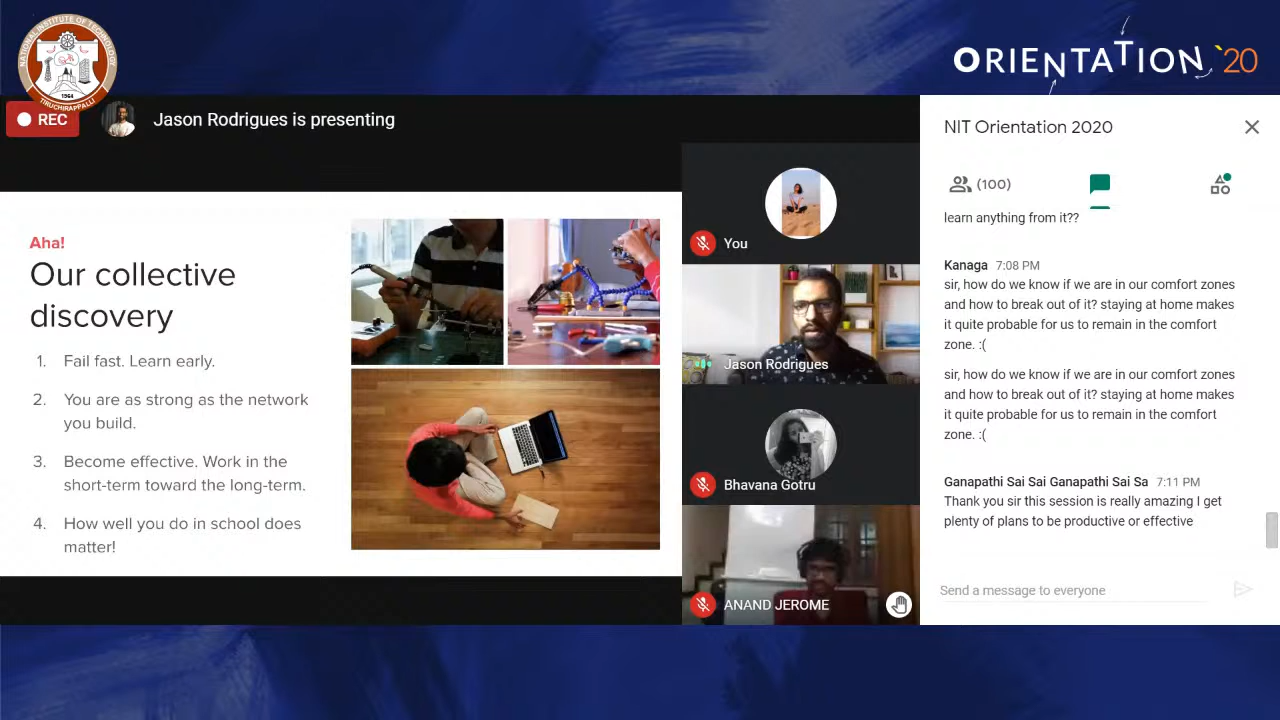 NATIONAL INSTITUTE OF TECHNOLOGY
1964
TIRUCHIRAPPALLI
ORIENTATION '20
REC
Jason Rodrigues is presenting
Aha!
Our collective
discovery
1. Fail fast. Learn early.
2. You are as strong as the network
you build.
3. Become effective. Work in the
short-term toward the long-term.
4. How well you do in school does
matter!
You
Jason Rodrigues
Bhavana Gotru
ANAND JEROME
NIT Orientation 2020
(100)
learn anything from it??
Kanaga 7:08 PM
sir, how do we know if we are in our comfort zones
and how to break out of it? staying at home makes
it quite probable for us to remain in the comfort
zone. :(
sir, how do we know if we are in our comfort zones
and how to break out of it? staying at home makes
it quite probable for us to remain in the comfort
zone. :(
Ganapathi Sai Sai Ganapathi Sai Sa 7:11 PM
Thank you sir this session is really amazing I get
plenty of plans to be productive or effective
Send a message to everyone